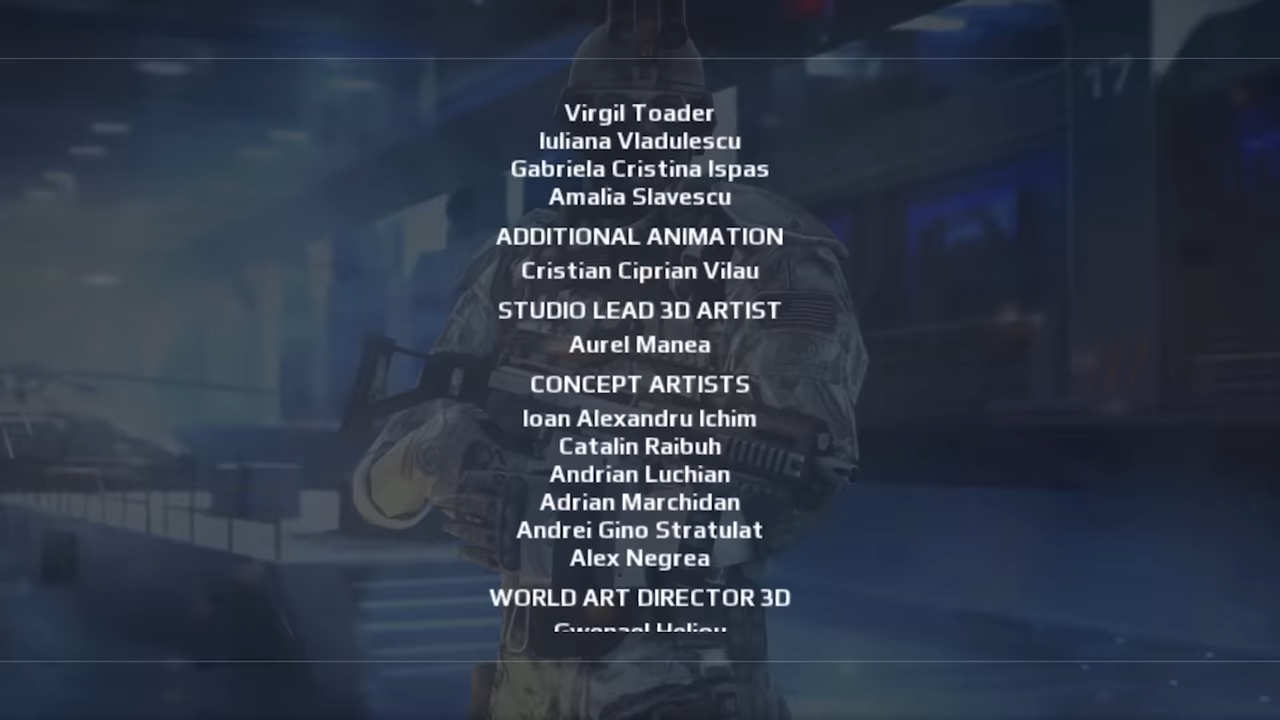 17
Virgil Toader
Iuliana Vladulescu
Gabriela Cristina Ispas
Amalia Slavescu
ADDITIONAL ANIMATION
Cristian Ciprian Vilau
STUDIO LEAD 3D ARTIST
Aurel Manea
CONCEPT ARTISTS
Ioan Alexandru Ichim
Catalin Raibuh
Andrian Luchian
Adrian Marchidan
Andrei Gino Stratulat
Alex Negrea
WORLD ART DIRECTOR 3D